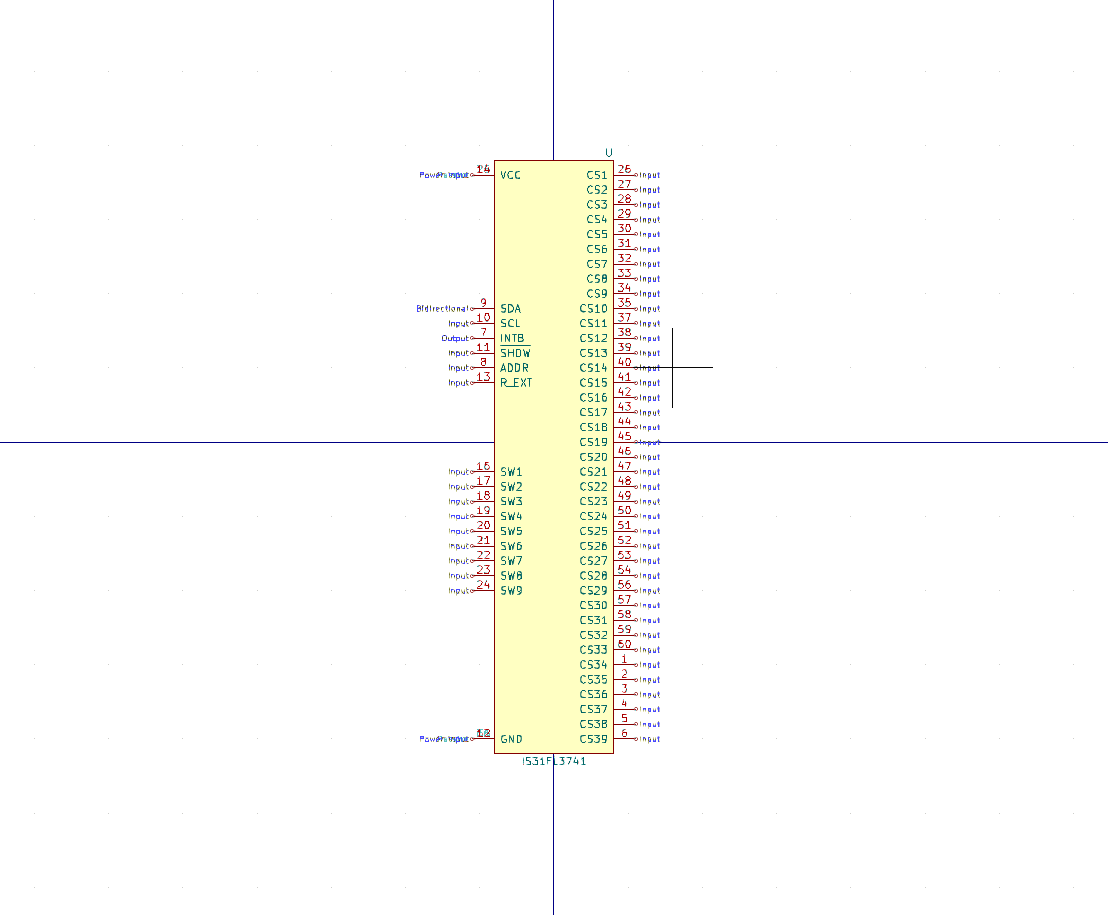 U
14 VCC
Input
9 SDA
Bidirectional
10 SCL
Input
7 INTB
Output
11 SHDW
Input
8 ADDR
Input
13 R_EXT
Input
16 SW1
Input
17 SW2
Input
18 SW3
Input
19 SW4
Input
20 SW5
Input
21 SW6
Input
22 SW7
Input
23 SW8
Input
24 SW9
Input
GND
CS1 26 Input
CS2 27 Input
CS3 28 Input
CS4 29 Input
CS5 30 Input
CS6 31 Input
CS7 32 Input
CS8 33 Input
CS9 34 Input
CS10 35 Input
CS11 37 Input
CS12 38 Input
CS13 39 Input
CS14 40 Input
CS15 41 Input
CS16 42 Input
CS17 43 Input
CS18 44 Input
CS19 45 Input
CS20 46 Input
CS21 47 Input
CS22 48 Input
CS23 49 Input
CS24 50 Input
CS25 51 Input
CS26 52 Input
CS27 53 Input
CS28 54 Input
CS29 56 Input
CS30 57 Input
CS31 58 Input
CS32 59 Input
CS33 60 Input
CS34 1 Input
CS35 2 Input
CS36 3 Input
CS37 4 Input
CS38 5 Input
CS39 6 Input
IS31FL3741